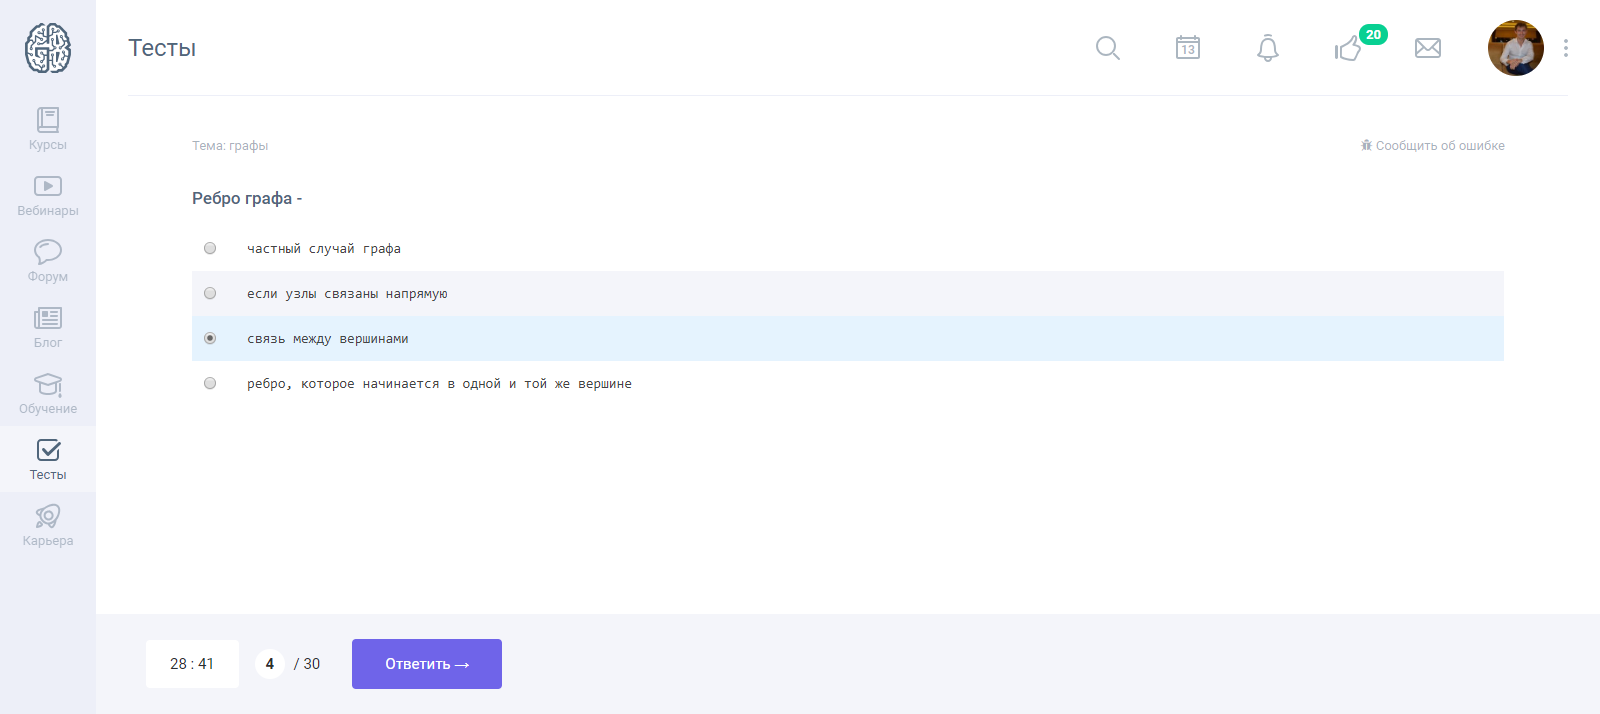 Тесты
13
20
Курсы
Вебинары
Форум
Блог
Обучение
Тесты
Карьера
Тема: графы
Сообщить об ошибке
Ребро графа -
частный случай графа
если узлы связаны напрямую
связь между вершинами
ребро, которое начинается в одной и той же вершине
28 : 41
4 / 30
Ответить →